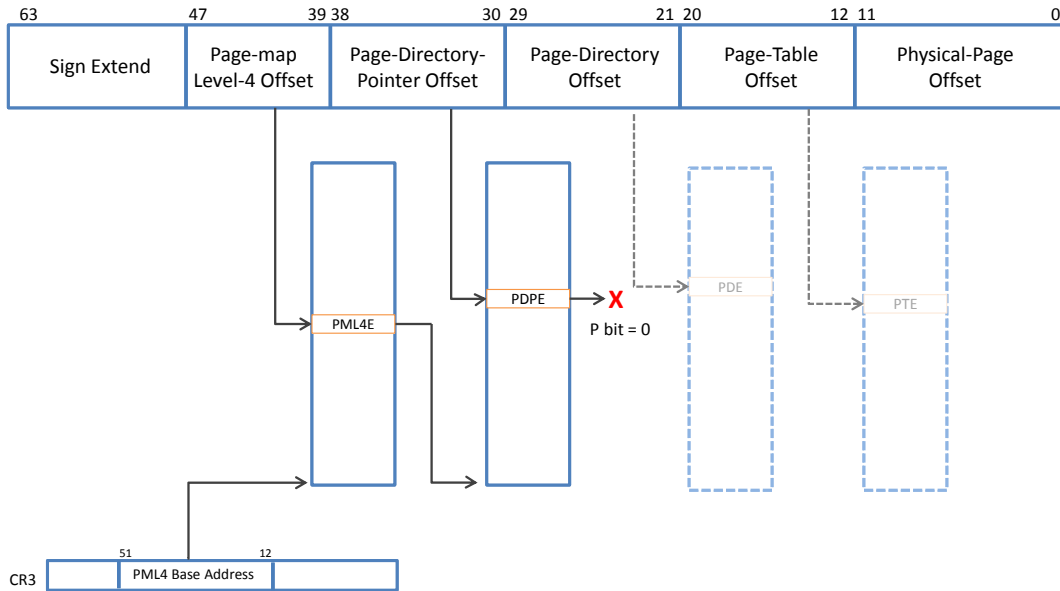 63 47 39 38 30 29 21 20 12 11 0
Sign Extend
Page-map
Level-4 Offset
Page-Directory-
Pointer Offset
Page-Directory
Offset
Page-Table
Offset
Physical-Page
Offset
PDE
PDPE
X
PTE
PML4E
P bit = 0
51 12
CR3
PML4 Base Address